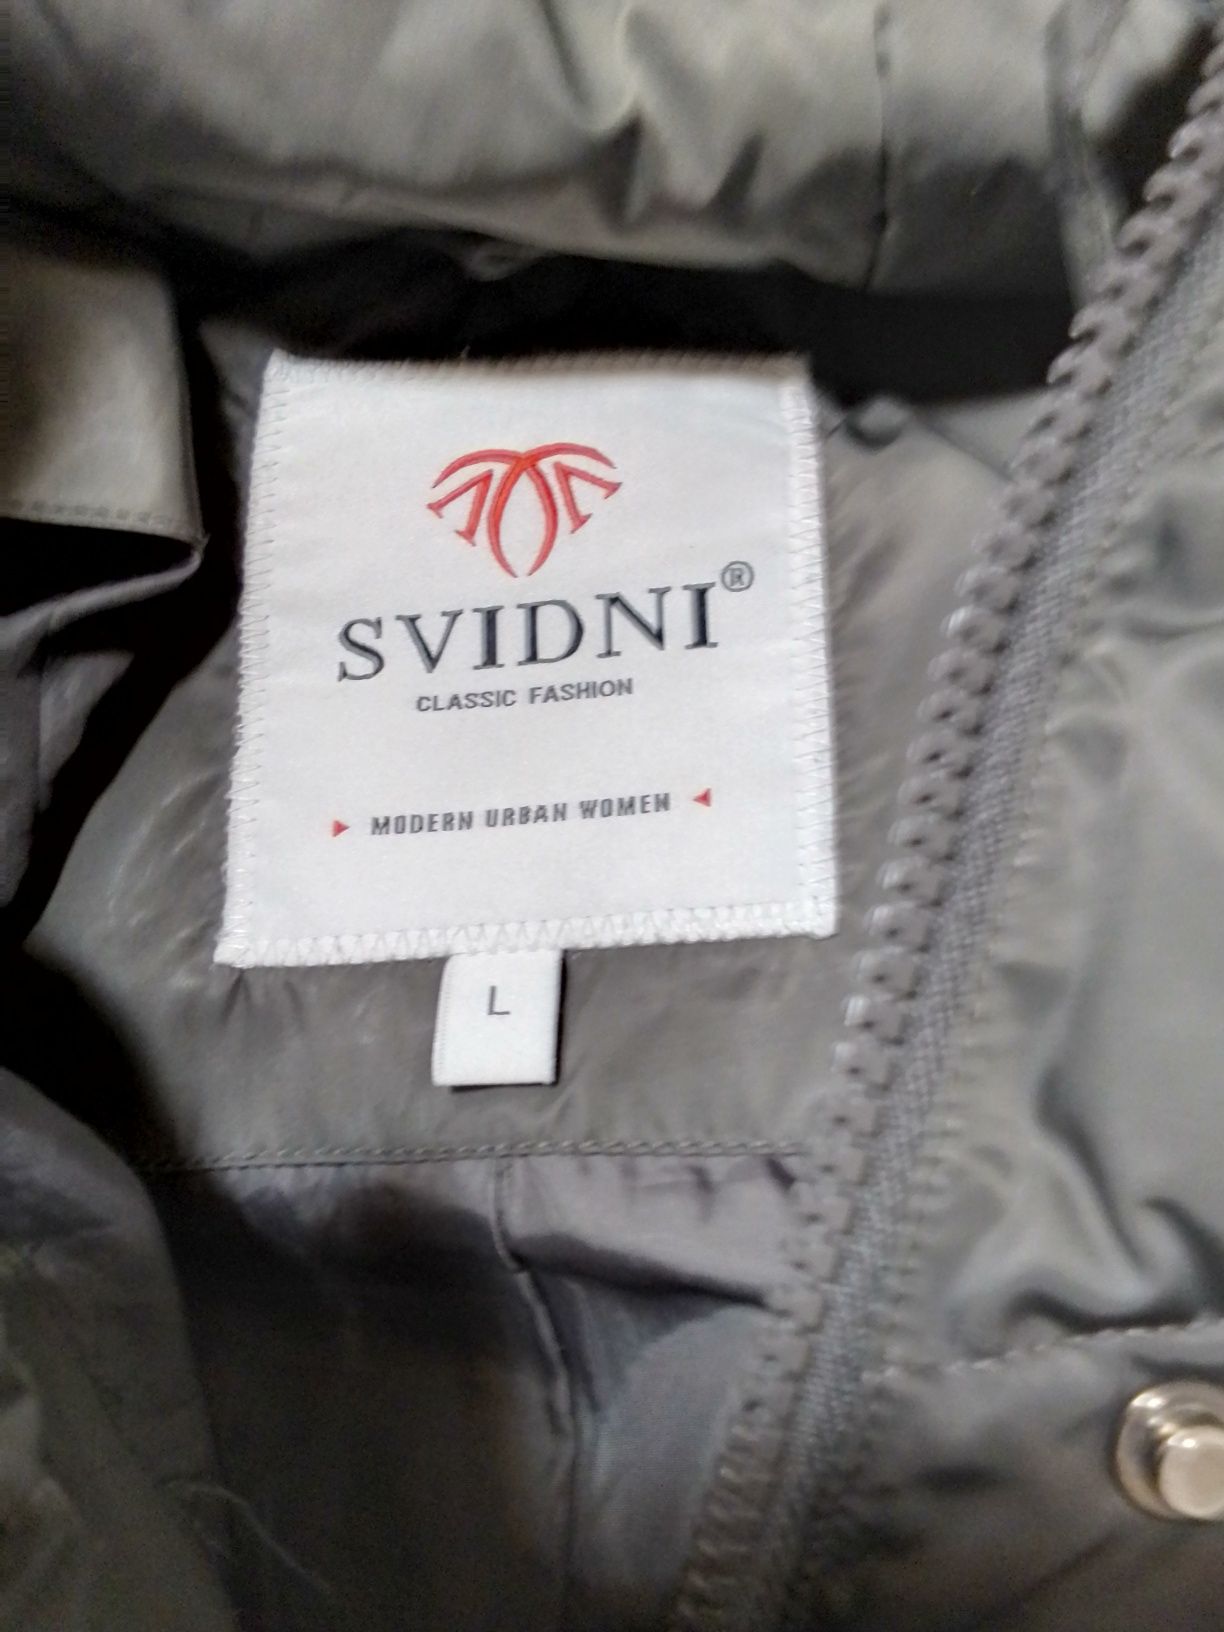 SVIDNI®
CLASSIC FASHION
MODERN URBAN WOMEN
L